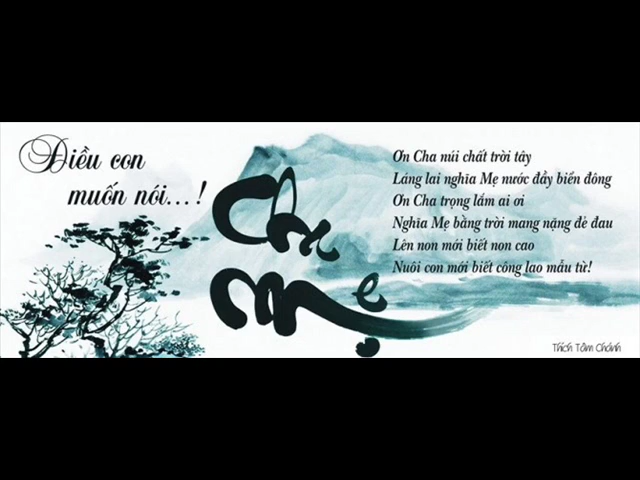 Điều con
muốn nói...!
Cha
Mẹ
Ơn Cha núi chất trời tây
Láng lai nghĩa Mẹ mước đầy biển đông
Ơn Cha trọng lắm ai ơi
Nghĩa Mẹ bằng trời mang nặng đẻ đau
Lên non mới biết non cao
Nuôi con mới biết công lao mẫu từ!
Thích Tâm Chánh